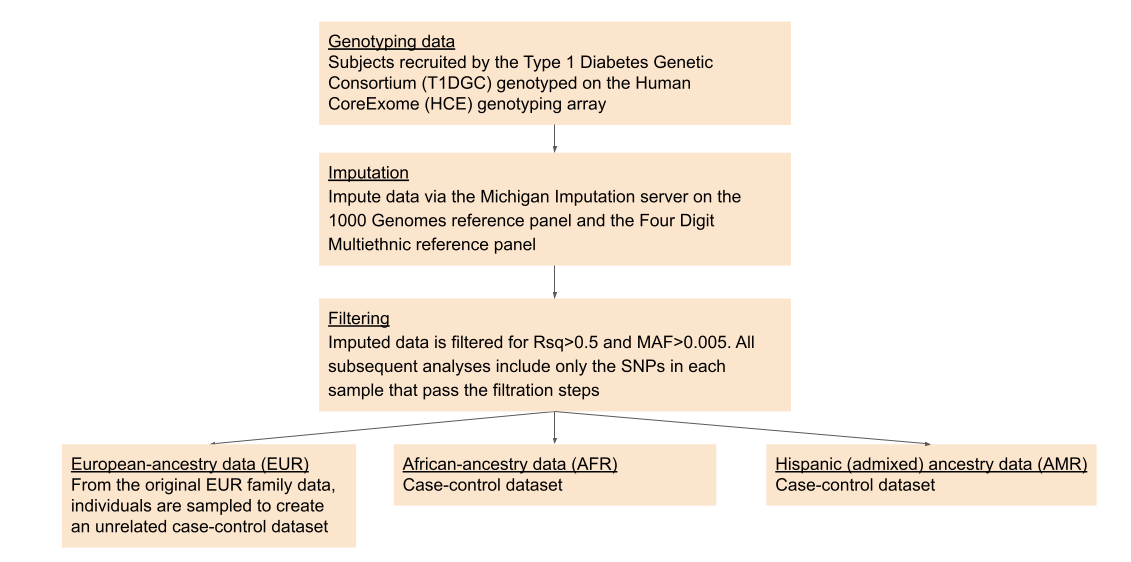 Genotyping data
Subjects recruited by the Type 1 Diabetes Genetic
Consortium (T1DGC) genotyped on the Human
CoreExome (HCE) genotyping array
Imputation
Impute data via the Michigan Imputation server on the
1000 Genomes reference panel and the Four Digit
Multiethnic reference panel
Filtering
Imputed data is filtered for Rsq>0.5 and MAF>0.005. All
subsequent analyses include only the SNPs in each
sample that pass the filtration steps
European-ancestry data (EUR)
From the original EUR family data,
individuals are sampled to create
an unrelated case-control dataset
African-ancestry data (AFR)
Case-control dataset
Hispanic (admixed) ancestry data (AMR)
Case-control dataset